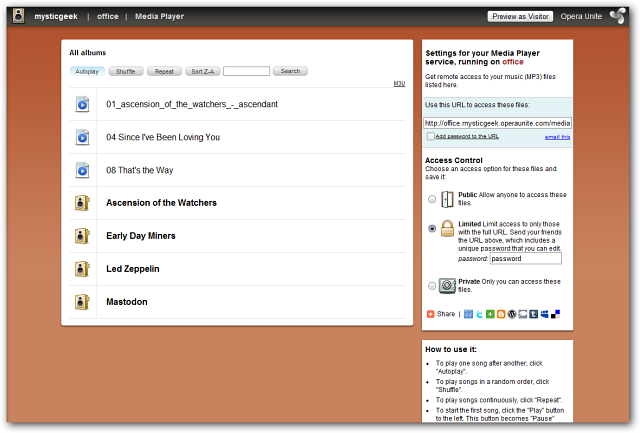 mysticgeek | office | Media Player
Preview as Visitor
Opera Unite
All albums
Autoplay
Shuffle
Repeat
Sort Z-A
Search
M3U
01_ascension_of_the_watchers_-_ascendant
04 Since I've Been Loving You
08 That's the Way
Ascension of the Watchers
Early Day Miners
Led Zeppelin
Mastodon
Settings for your Media Player
service, running on office
Get remote access to your music (MP3) files
listed here.
Use this URL to access these files:
http://office.mysticgeek.operaunite.com/media
Add password to the URL
email this
Access Control
Choose an access option for these files and
save it:
Public Allow anyone to access these
files.
Limited Limit access to only those
with the full URL. Send your friends
the URL above, which includes a
unique password that you can edit.
password: password
Private Only you can access these
files.
Share |
How to use it:
• To play one song after another, click
"Autoplay".
• To play songs in a random order, click
"Shuffle".
• To play songs continuously, click "Repeat".
• To start the first song, click the "Play" button
to the left. This button becomes "Pause"